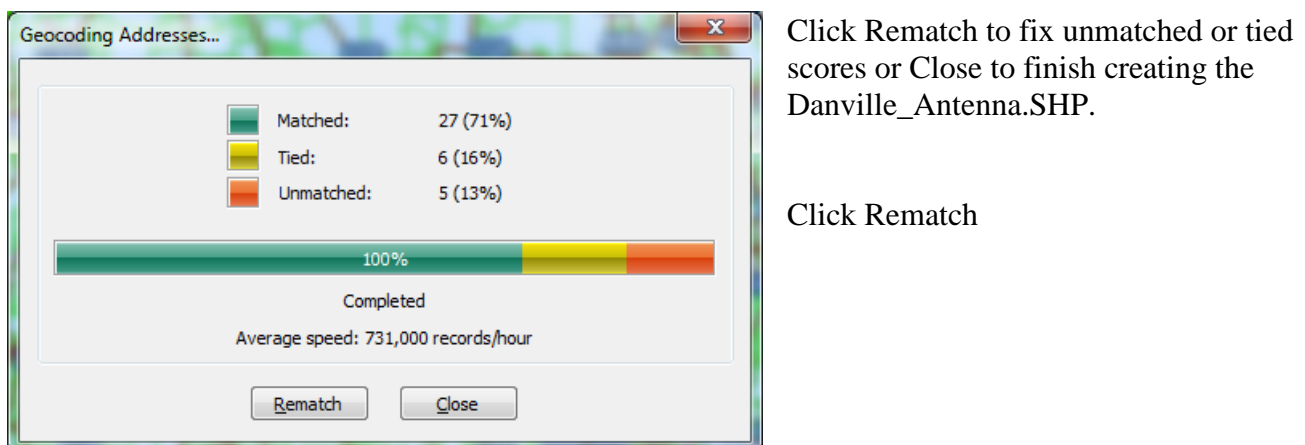 Geocoding Addresses...
Matched: 27 (71%)
Tied: 6 (16%)
Unmatched: 5 (13%)
100%
Completed
Average speed: 731,000 records/hour
Rematch Close
Click Rematch to fix unmatched or tied
scores or Close to finish creating the
Danville_Antenna.SHP.
Click Rematch